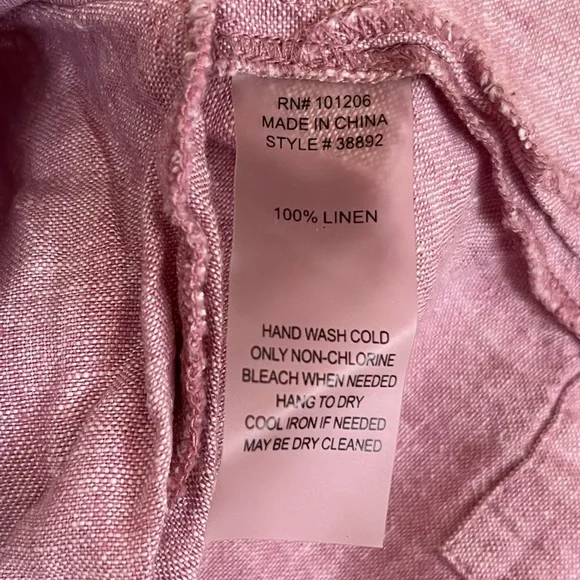 RN# 101206
MADE IN CHINA
STYLE # 38892
100% LINEN
HAND WASH COLD
ONLY NON-CHLORINE
BLEACH WHEN NEEDED
HANG TO DRY
COOL IRON IF NEEDED
MAY BE DRY CLEANED